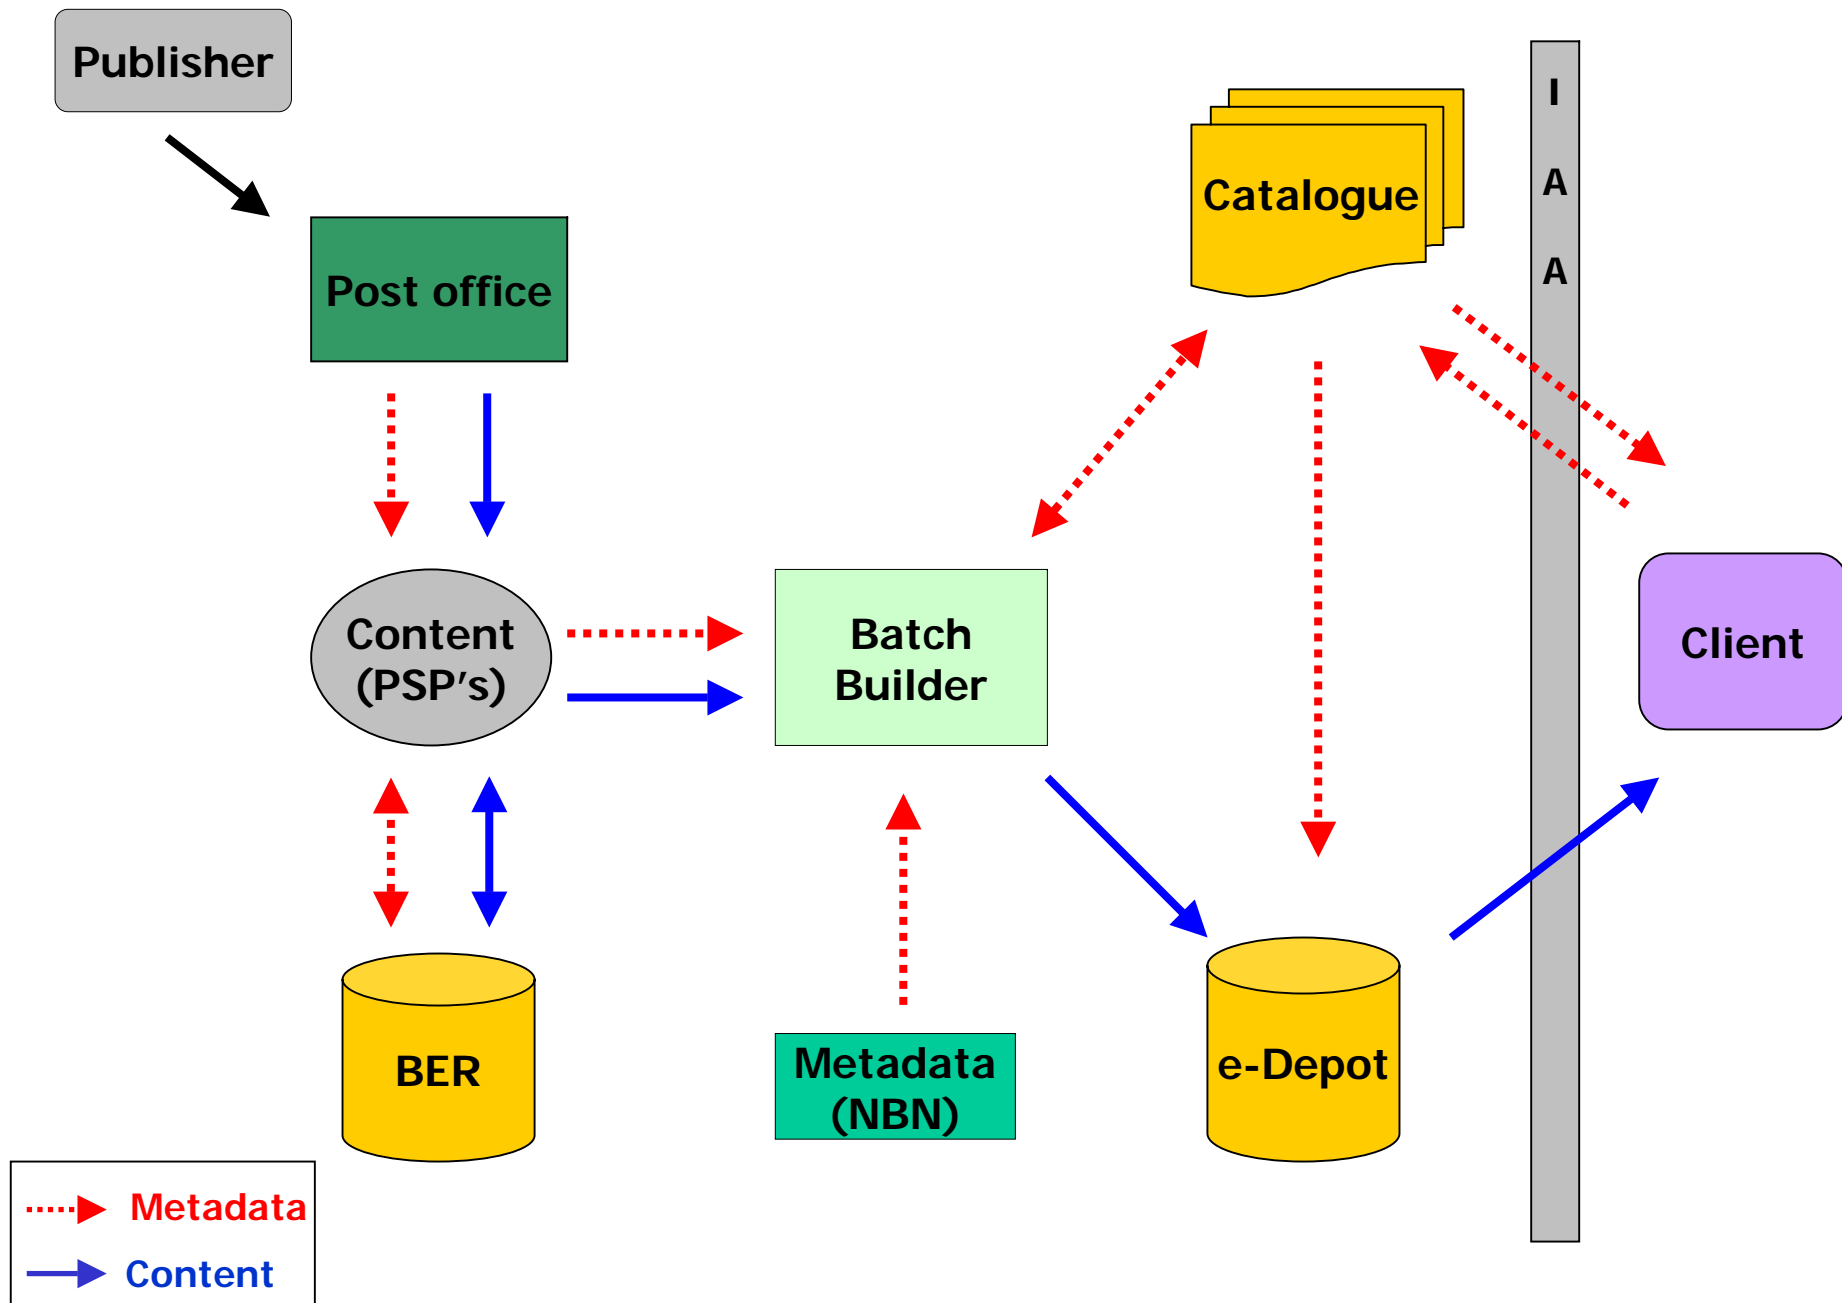 Publisher
Post office
Catalogue
I
A
A
Content
(PSP's)
Batch
Builder
Client
BER
Metadata
(NBN)
e-Depot
Metadata
Content